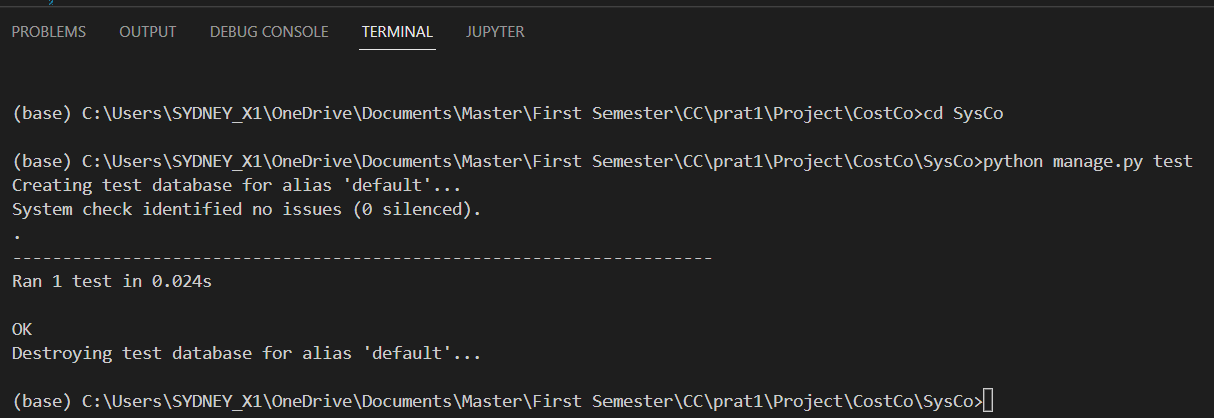 PROBLEMS OUTPUT DEBUG CONSOLE TERMINAL JUPYTER
(base) C:\Users\SYDNEY_X1\OneDrive\Documents\Master\First Semester\CC\prat1\Project\CostCo>cd SysCo
(base) C:\Users\SYDNEY_X1\OneDrive\Documents\Master\First Semester\CC\prat1\Project\CostCo\SysCo>python manage.py test
Creating test database for alias 'default'...
System check identified no issues (0 silenced).
.
----------------------------------------------------------------------
Ran 1 test in 0.024s
OK
Destroying test database for alias 'default'...
(base) C:\Users\SYDNEY_X1\OneDrive\Documents\Master\First Semester\CC\prat1\Project\CostCo\SysCo>